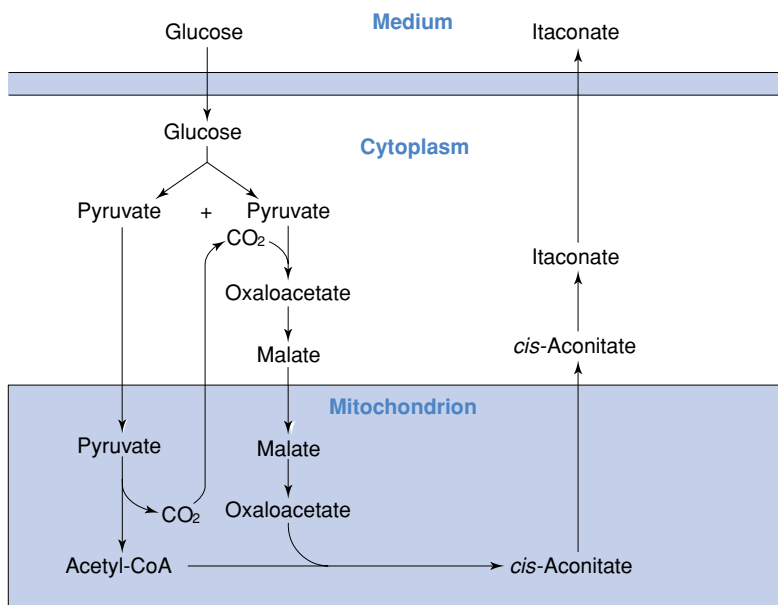 Medium
Glucose
Itaconate
Glucose
Cytoplasm
Pyruvate + Pyruvate
CO2
Itaconate
Oxaloacetate
cis-Aconitate
Malate
Mitochondrion
Pyruvate
Malate
CO2
Oxaloacetate
Acetyl-CoA
cis-Aconitate